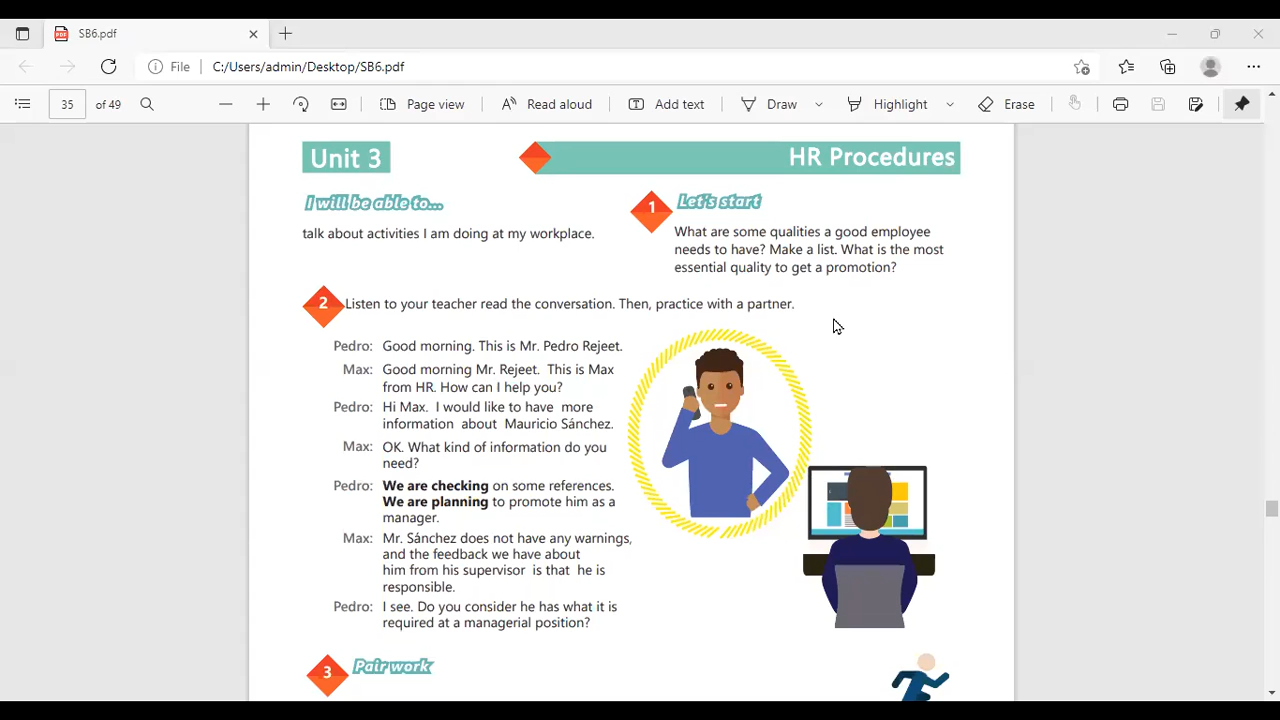 SB6.pdf
File
C:/Users/admin/Desktop/SB6.pdf
35 of 49
Page view
Read aloud
Add text
Draw
Highlight
Erase
Unit 3
HR Procedures
I will be able to...
talk about activities I am doing at my workplace.
1
Let's start
What are some qualities a good employee
needs to have? Make a list. What is the most
essential quality to get a promotion?
2
Listen to your teacher read the conversation. Then, practice with a partner.
Pedro: Good morning. This is Mr. Pedro Rejeet.
Max: Good morning Mr. Rejeet. This is Max
from HR. How can I help you?
Pedro: Hi Max. I would like to have more
information about Mauricio Sánchez.
Max: OK. What kind of information do you
need?
Pedro: We are checking on some references.
We are planning to promote him as a
manager.
Max: Mr. Sánchez does not have any warnings,
and the feedback we have about
him from his supervisor is that he is
responsible.
Pedro: I see. Do you consider he has what it is
required at a managerial position?
3
Pair work